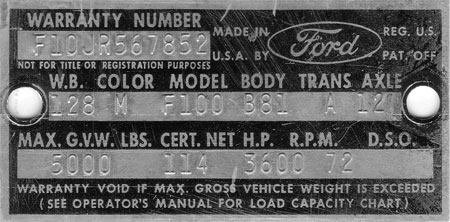 WARRANTY NUMBER
MADE IN Ford REG. U.S.
F10JR567852
U.S.A. BY PAT. OFF.
NOT FOR TITLE OR REGISTRATION PURPOSES
W.B. COLOR MODEL BODY TRANS AXLE
128 M F100 B81 A 12
MAX. G.V.W. LBS. CERT. NET H.P. R.P.M. D.S.O.
5000 114 3600 72
WARRANTY VOID IF MAX. GROSS VEHICLE WEIGHT IS EXCEEDED
(SEE OPERATOR'S MANUAL FOR LOAD CAPACITY CHART)